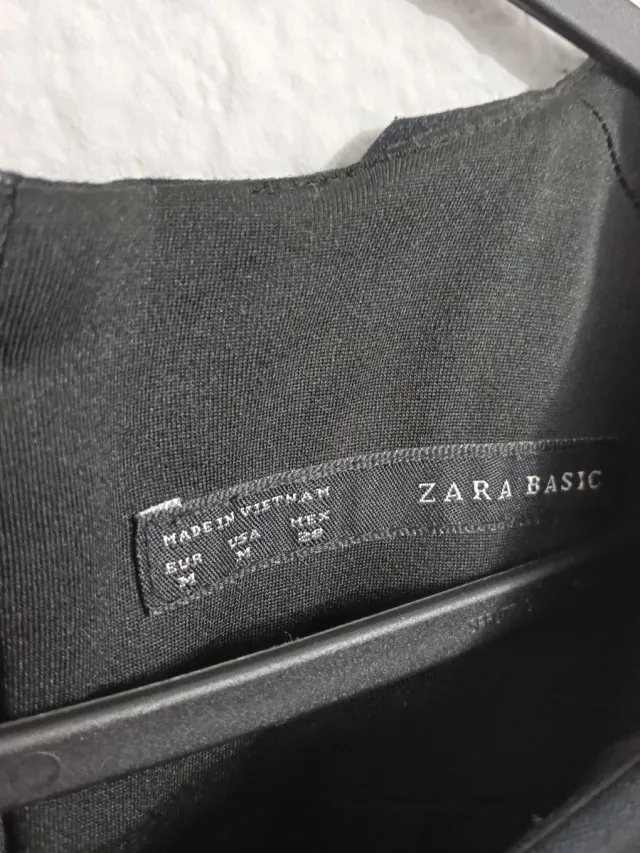 MADE IN VIETNAM
EUR USA MEX
M M 28
ZARA BASIC